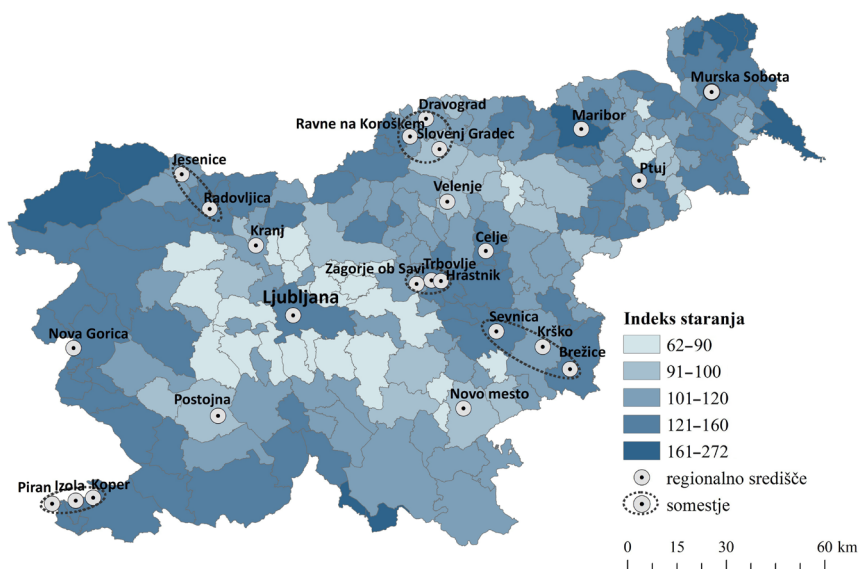 Murska Sobota
Dravograd
Ravne na Koroškem
Maribor
Slovenj Gradec
Jesenice
Ptuj
Velenje
Radovljica
Kranj
Celje
Trbovlje
Zagorje ob Savi
Hrastnik
Ljubljana
Sevnica
Nova Gorica
Krško
Brežice
Postojna
Novo mesto
Piran Izola Koper
Indeks staranja
62–90
91–100
101–120
121–160
161–272
regionalno središče
somestje
0 15 30 60 km